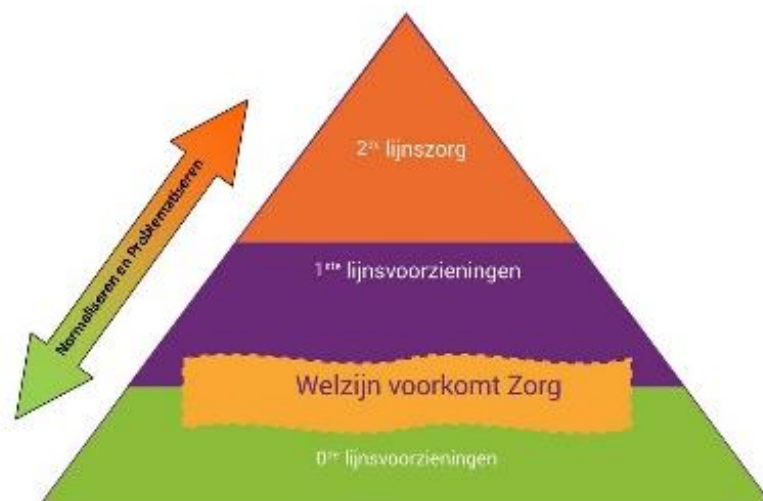 2de lijnszorg
Normaliseren en Problematiseren
1ste lijnsvoorzieningen
Welzijn voorkomt Zorg
0de lijnsvoorzieningen